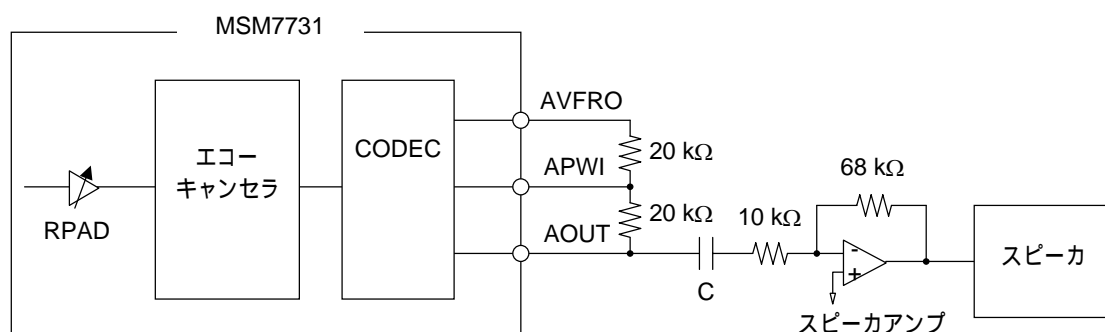 MSM7731
AVFRO
エコー
キャンセラ
CODEC
20 kΩ
APWI
68 kΩ
RPAD
20 kΩ
10 kΩ
AOUT
-
+
スピーカ
C
スピーカアンプ